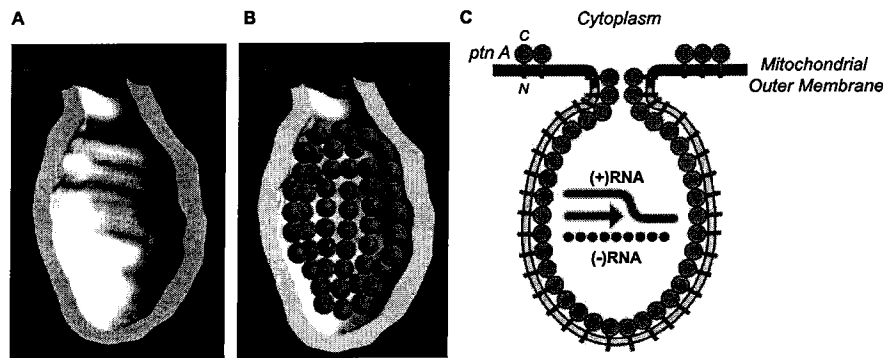 A
B
C
Cytoplasm
C
ptn A
N
Mitochondrial
Outer Membrane
(+)RNA
(-)RNA